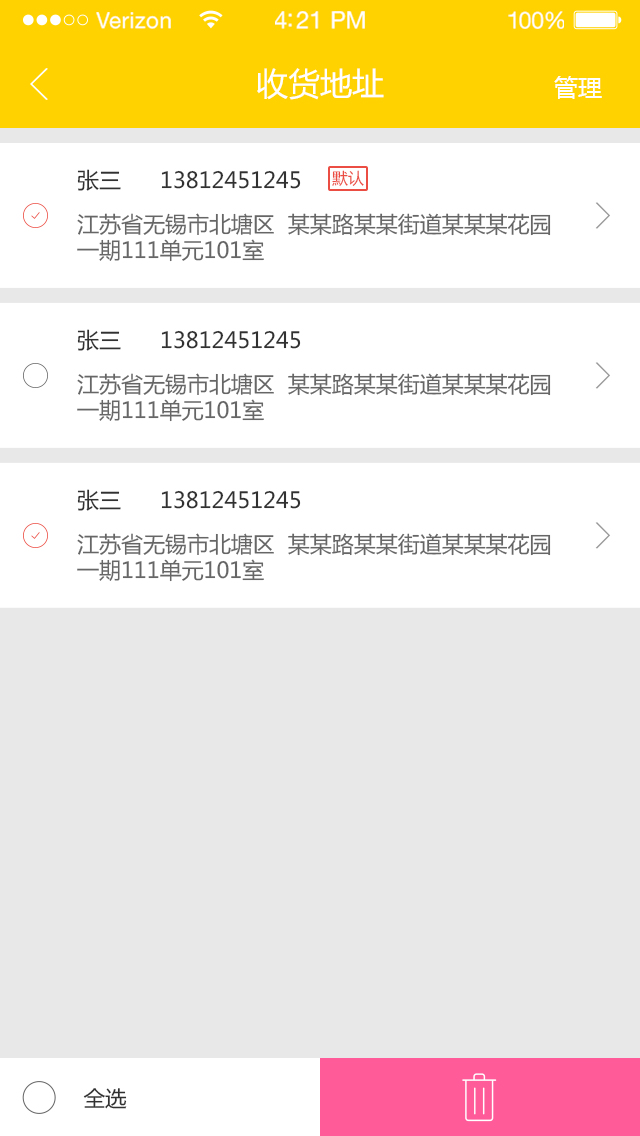 Verizon 4:21 PM 100%
收货地址 管理
张三 13812451245 默认
江苏省无锡市北塘区 某某路某某街道某某某花园
一期111单元101室
张三 13812451245
江苏省无锡市北塘区 某某路某某街道某某某花园
一期111单元101室
张三 13812451245
江苏省无锡市北塘区 某某路某某街道某某某花园
一期111单元101室
全选